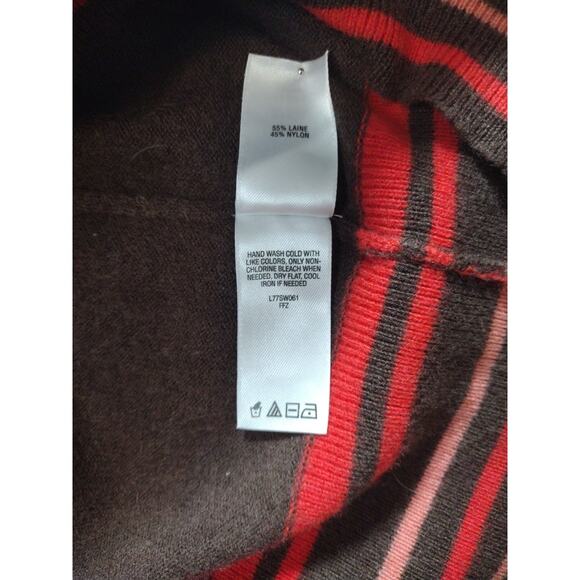 55% LAINE
45% NYLON
HAND WASH COLD WITH
LIKE COLORS, ONLY NON-
CHLORINE BLEACH WHEN
NEEDED, DRY FLAT, COOL
IRON IF NEEDED
L77SW061
FFZ